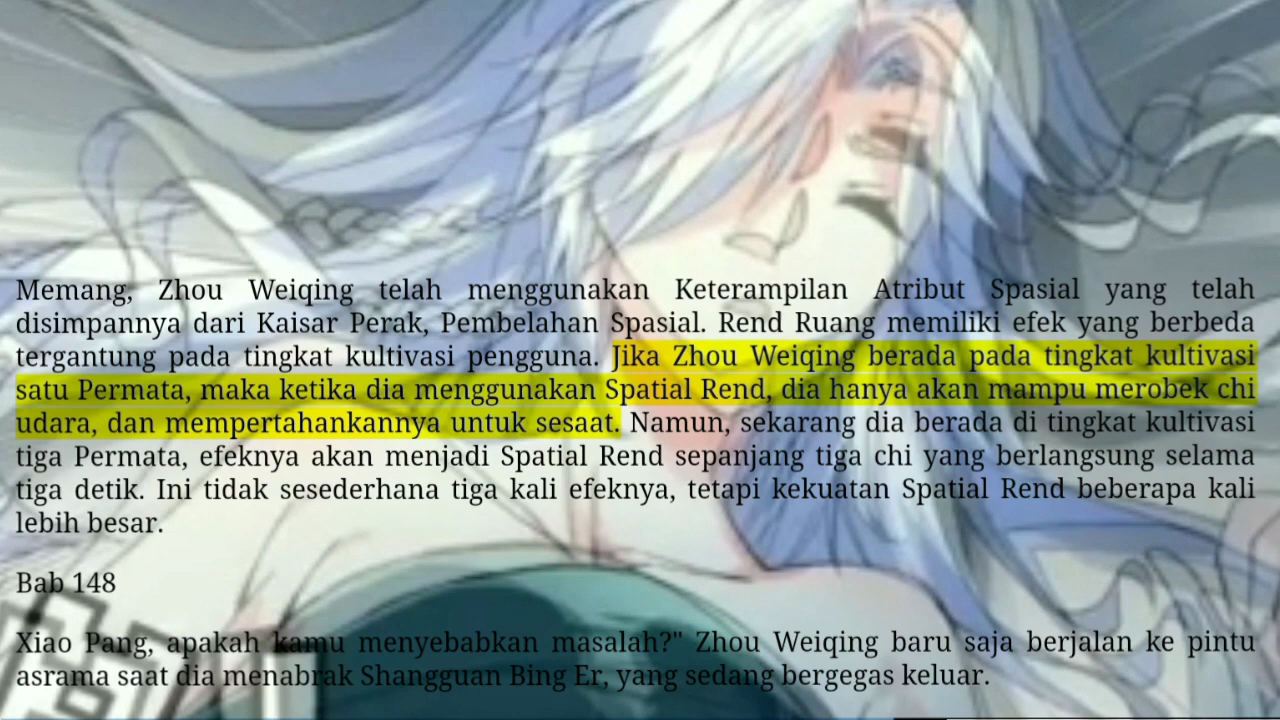 Memang, Zhou Weiqing telah menggunakan Keterampilan Atribut Spasial yang telah
disimpannya dari Kaisar Perak, Pembelahan Spasial. Rend Ruang memiliki efek yang berbeda
tergantung pada tingkat kultivasi pengguna. Jika Zhou Weiqing berada pada tingkat kultivasi
satu Permata, maka ketika dia menggunakan Spatial Rend, dia hanya akan mampu merobek chi
udara, dan mempertahankannya untuk sesaat. Namun, sekarang dia berada di tingkat kultivasi
tiga Permata, efeknya akan menjadi Spatial Rend sepanjang tiga chi yang berlangsung selama
tiga detik. Ini tidak sesederhana tiga kali efeknya, tetapi kekuatan Spatial Rend beberapa kali
lebih besar.
Bab 148
Xiao Pang, apakah kamu menyebabkan masalah?" Zhou Weiqing baru saja berjalan ke pintu
asrama saat dia menabrak Shangguan Bing Er, yang sedang bergegas keluar.